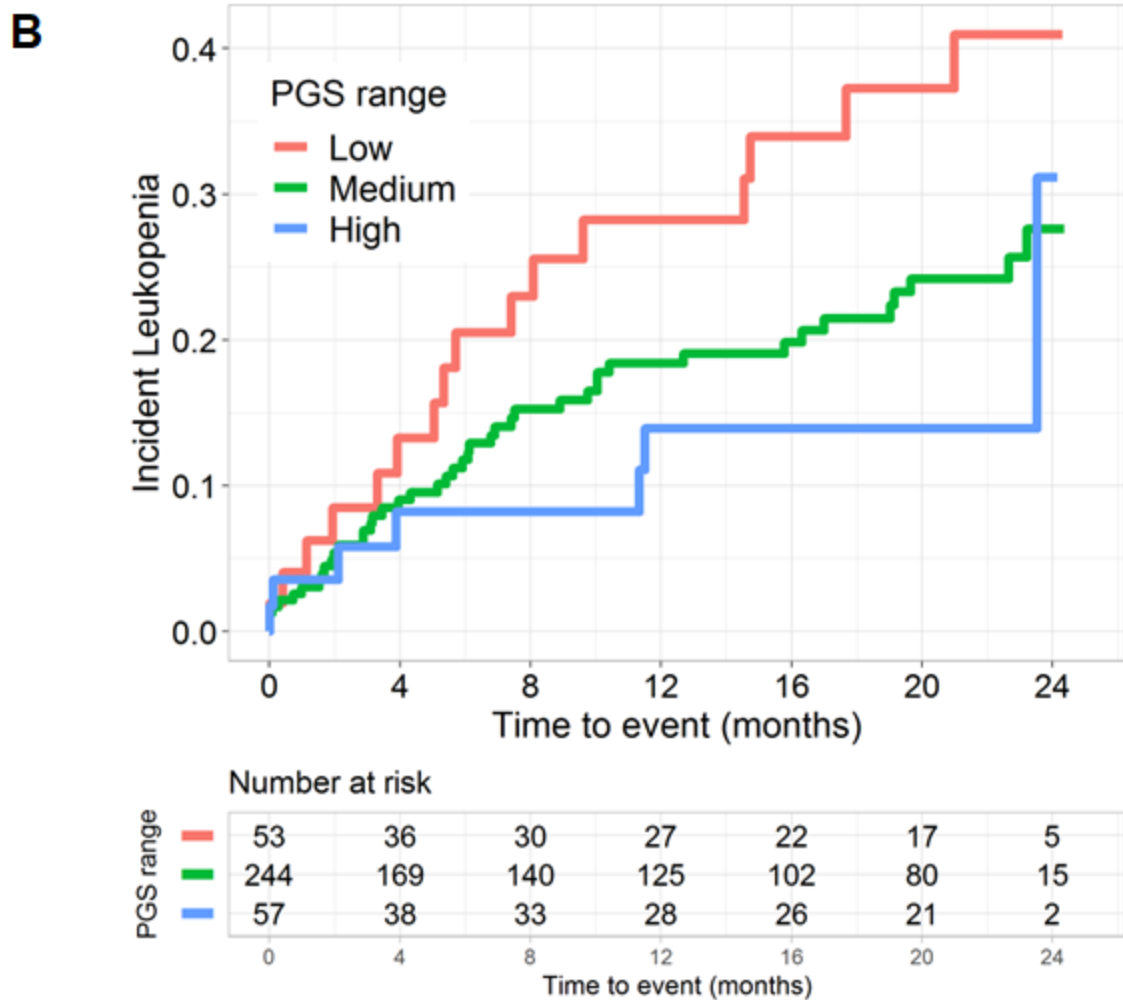 B
Incident Leukopenia
0.4
0.3
0.2
0.1
0.0
PGS range
Low
Medium
High
0 4 8 12 16 20 24
Time to event (months)
Number at risk
PGS range
53 36 30 27 22 17 5
244 169 140 125 102 80 15
57 38 33 28 26 21 2
0 4 8 12 16 20 24
Time to event (months)